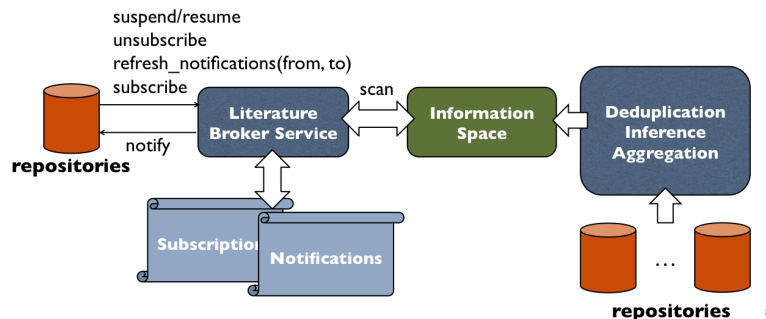 suspend/resume
unsubscribe
refresh_notifications(from, to)
subscribe
notify
repositories
Literature
Broker Service
scan
Information
Space
Deduplication
Inference
Aggregation
Subscription
Notifications
...
repositories